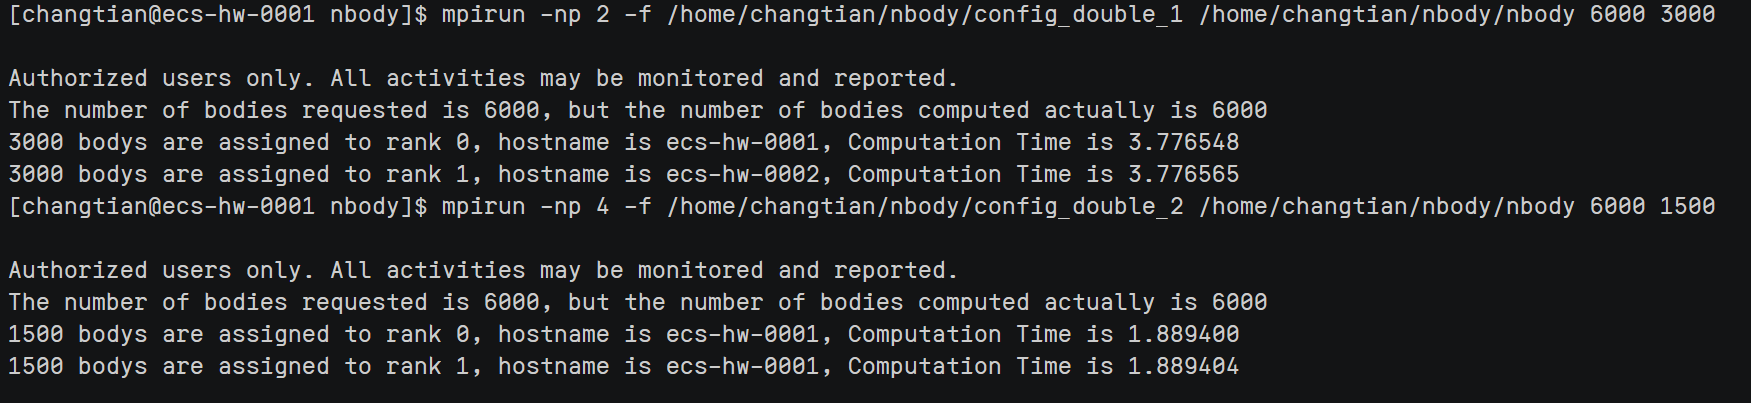 [changtian@ecs-hw-0001 nbody]$ mpirun -np 2 -f /home/changtian/nbody/config_double_1 /home/changtian/nbody/nbody 6000 3000
Authorized users only. All activities may be monitored and reported.
The number of bodies requested is 6000, but the number of bodies computed actually is 6000
3000 bodys are assigned to rank 0, hostname is ecs-hw-0001, Computation Time is 3.776548
3000 bodys are assigned to rank 1, hostname is ecs-hw-0002, Computation Time is 3.776565
[changtian@ecs-hw-0001 nbody]$ mpirun -np 4 -f /home/changtian/nbody/config_double_2 /home/changtian/nbody/nbody 6000 1500
Authorized users only. All activities may be monitored and reported.
The number of bodies requested is 6000, but the number of bodies computed actually is 6000
1500 bodys are assigned to rank 0, hostname is ecs-hw-0001, Computation Time is 1.889400
1500 bodys are assigned to rank 1, hostname is ecs-hw-0001, Computation Time is 1.889404